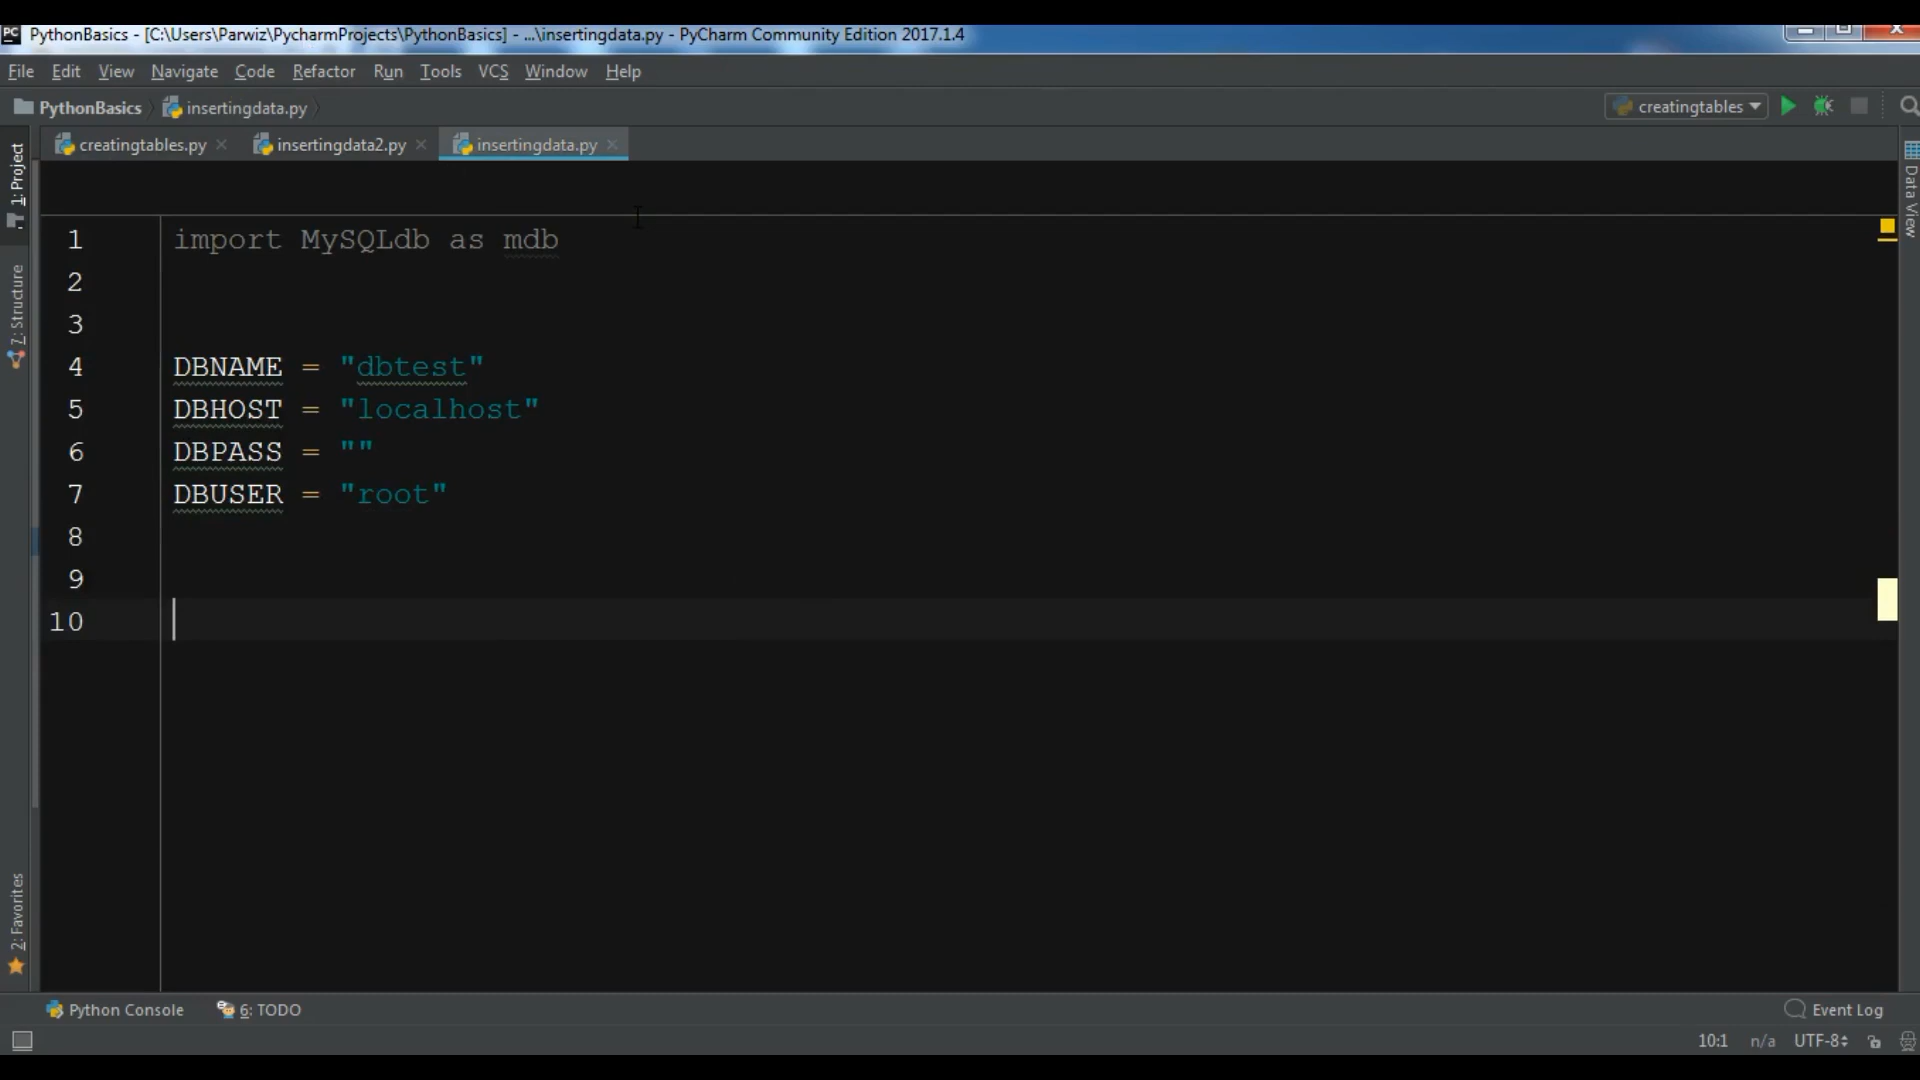 PC PythonBasics - [C:\Users\Parwiz\PycharmProjects\PythonBasics] - ...\insertingdata.py - PyCharm Community Edition 2017.1.4
File Edit View Navigate Code Refactor Run Tools VCS Window Help
PythonBasics insertingdata.py creatingtables
creatingtables.py insertingdata2.py insertingdata.py
1: Project
7: Structure
2: Favorites
Data View
1 import MySQLdb as mdb
2
3
4 DBNAME = "dbtest"
5 DBHOST = "localhost"
6 DBPASS = ""
7 DBUSER = "root"
8
9
10
Python Console 6: TODO Event Log
10:1 n/a UTF-8